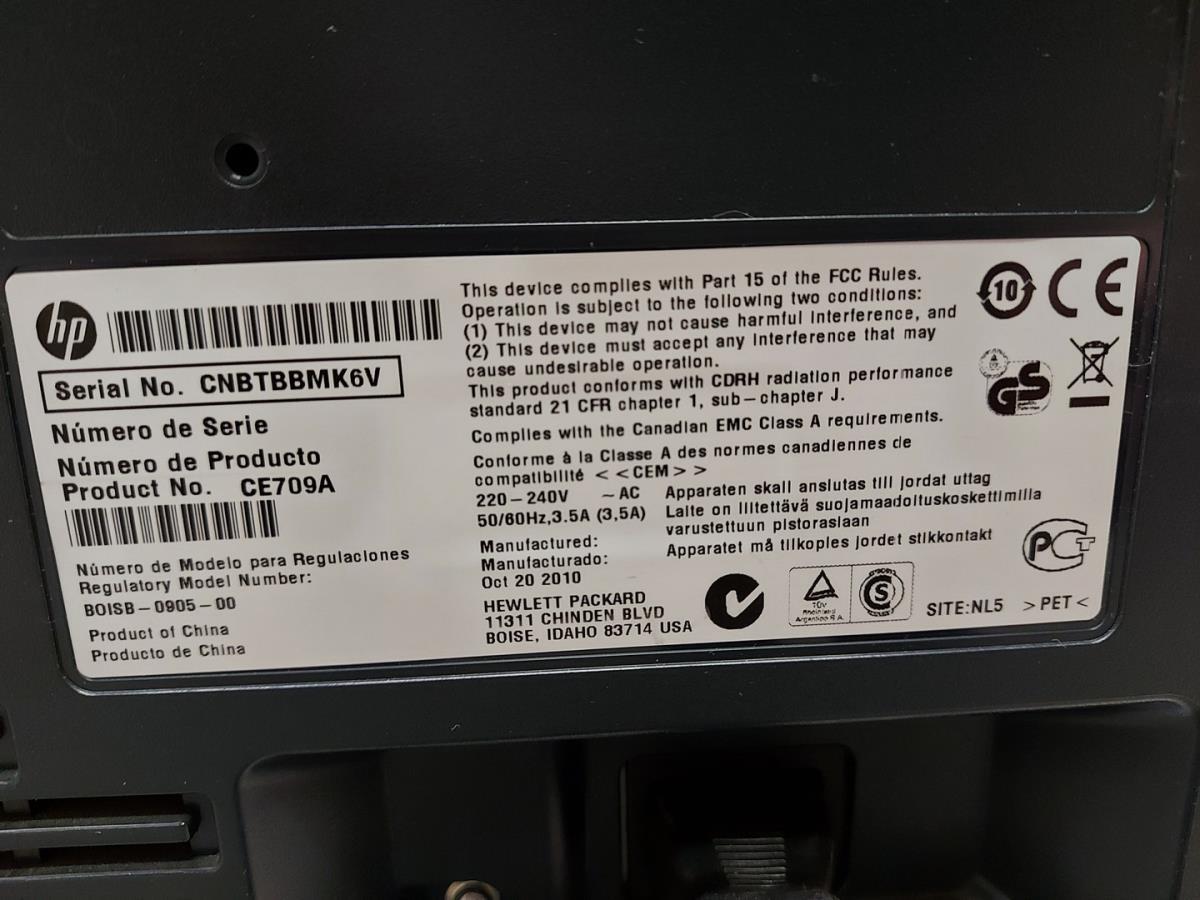 hp
Serial No. CNBTBBMK6V
Número de Serie
Número de Producto
Product No. CE709A
Número de Modelo para Regulaciones
Regulatory Model Number:
BOISB-0905-00
Product of China
Producto de China
This device complies with Part 15 of the FCC Rules.
Operation is subject to the following two conditions:
(1) This device may not cause harmful Interference, and
(2) This device must accept any Interference that may
cause undesirable operation.
This product conforms with CDRH radiation performance
standard 21 CFR chapter 1, sub-chapter J.
Complies with the Canadian EMC Class A requirements.
Conforme à la Classe A des normes canadiennes de
compatibilité <<CEM>>
220-240V ~AC
50/60Hz,3.5A (3,5A)
Apparaten skall anslutas till jordat uttag
Laite on liitettävä suojamaadoituskoskettimilla
varustettuun pistorasiaan
Apparatet må tilkoples jordet stikkontakt
Manufactured:
Manufacturado:
Oct 20 2010
HEWLETT PACKARD
11311 CHINDEN BLVD
BOISE, IDAHO 83714 USA
10
CE
GS
PCT
TÜV
Rheinland
Argentina S.A.
S
SITE:NL5 >PET<